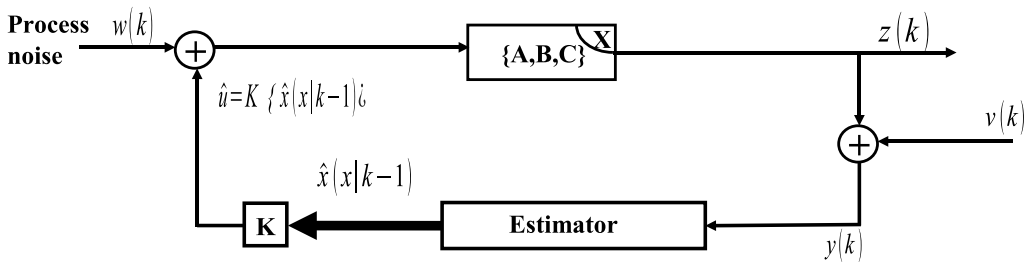 Process
noise
w(k)
+
{A,B,C}
X
z(k)
û=K {x̂(x|k−1)¿
+
v(k)
x̂(x|k−1)
K
Estimator
y(k)